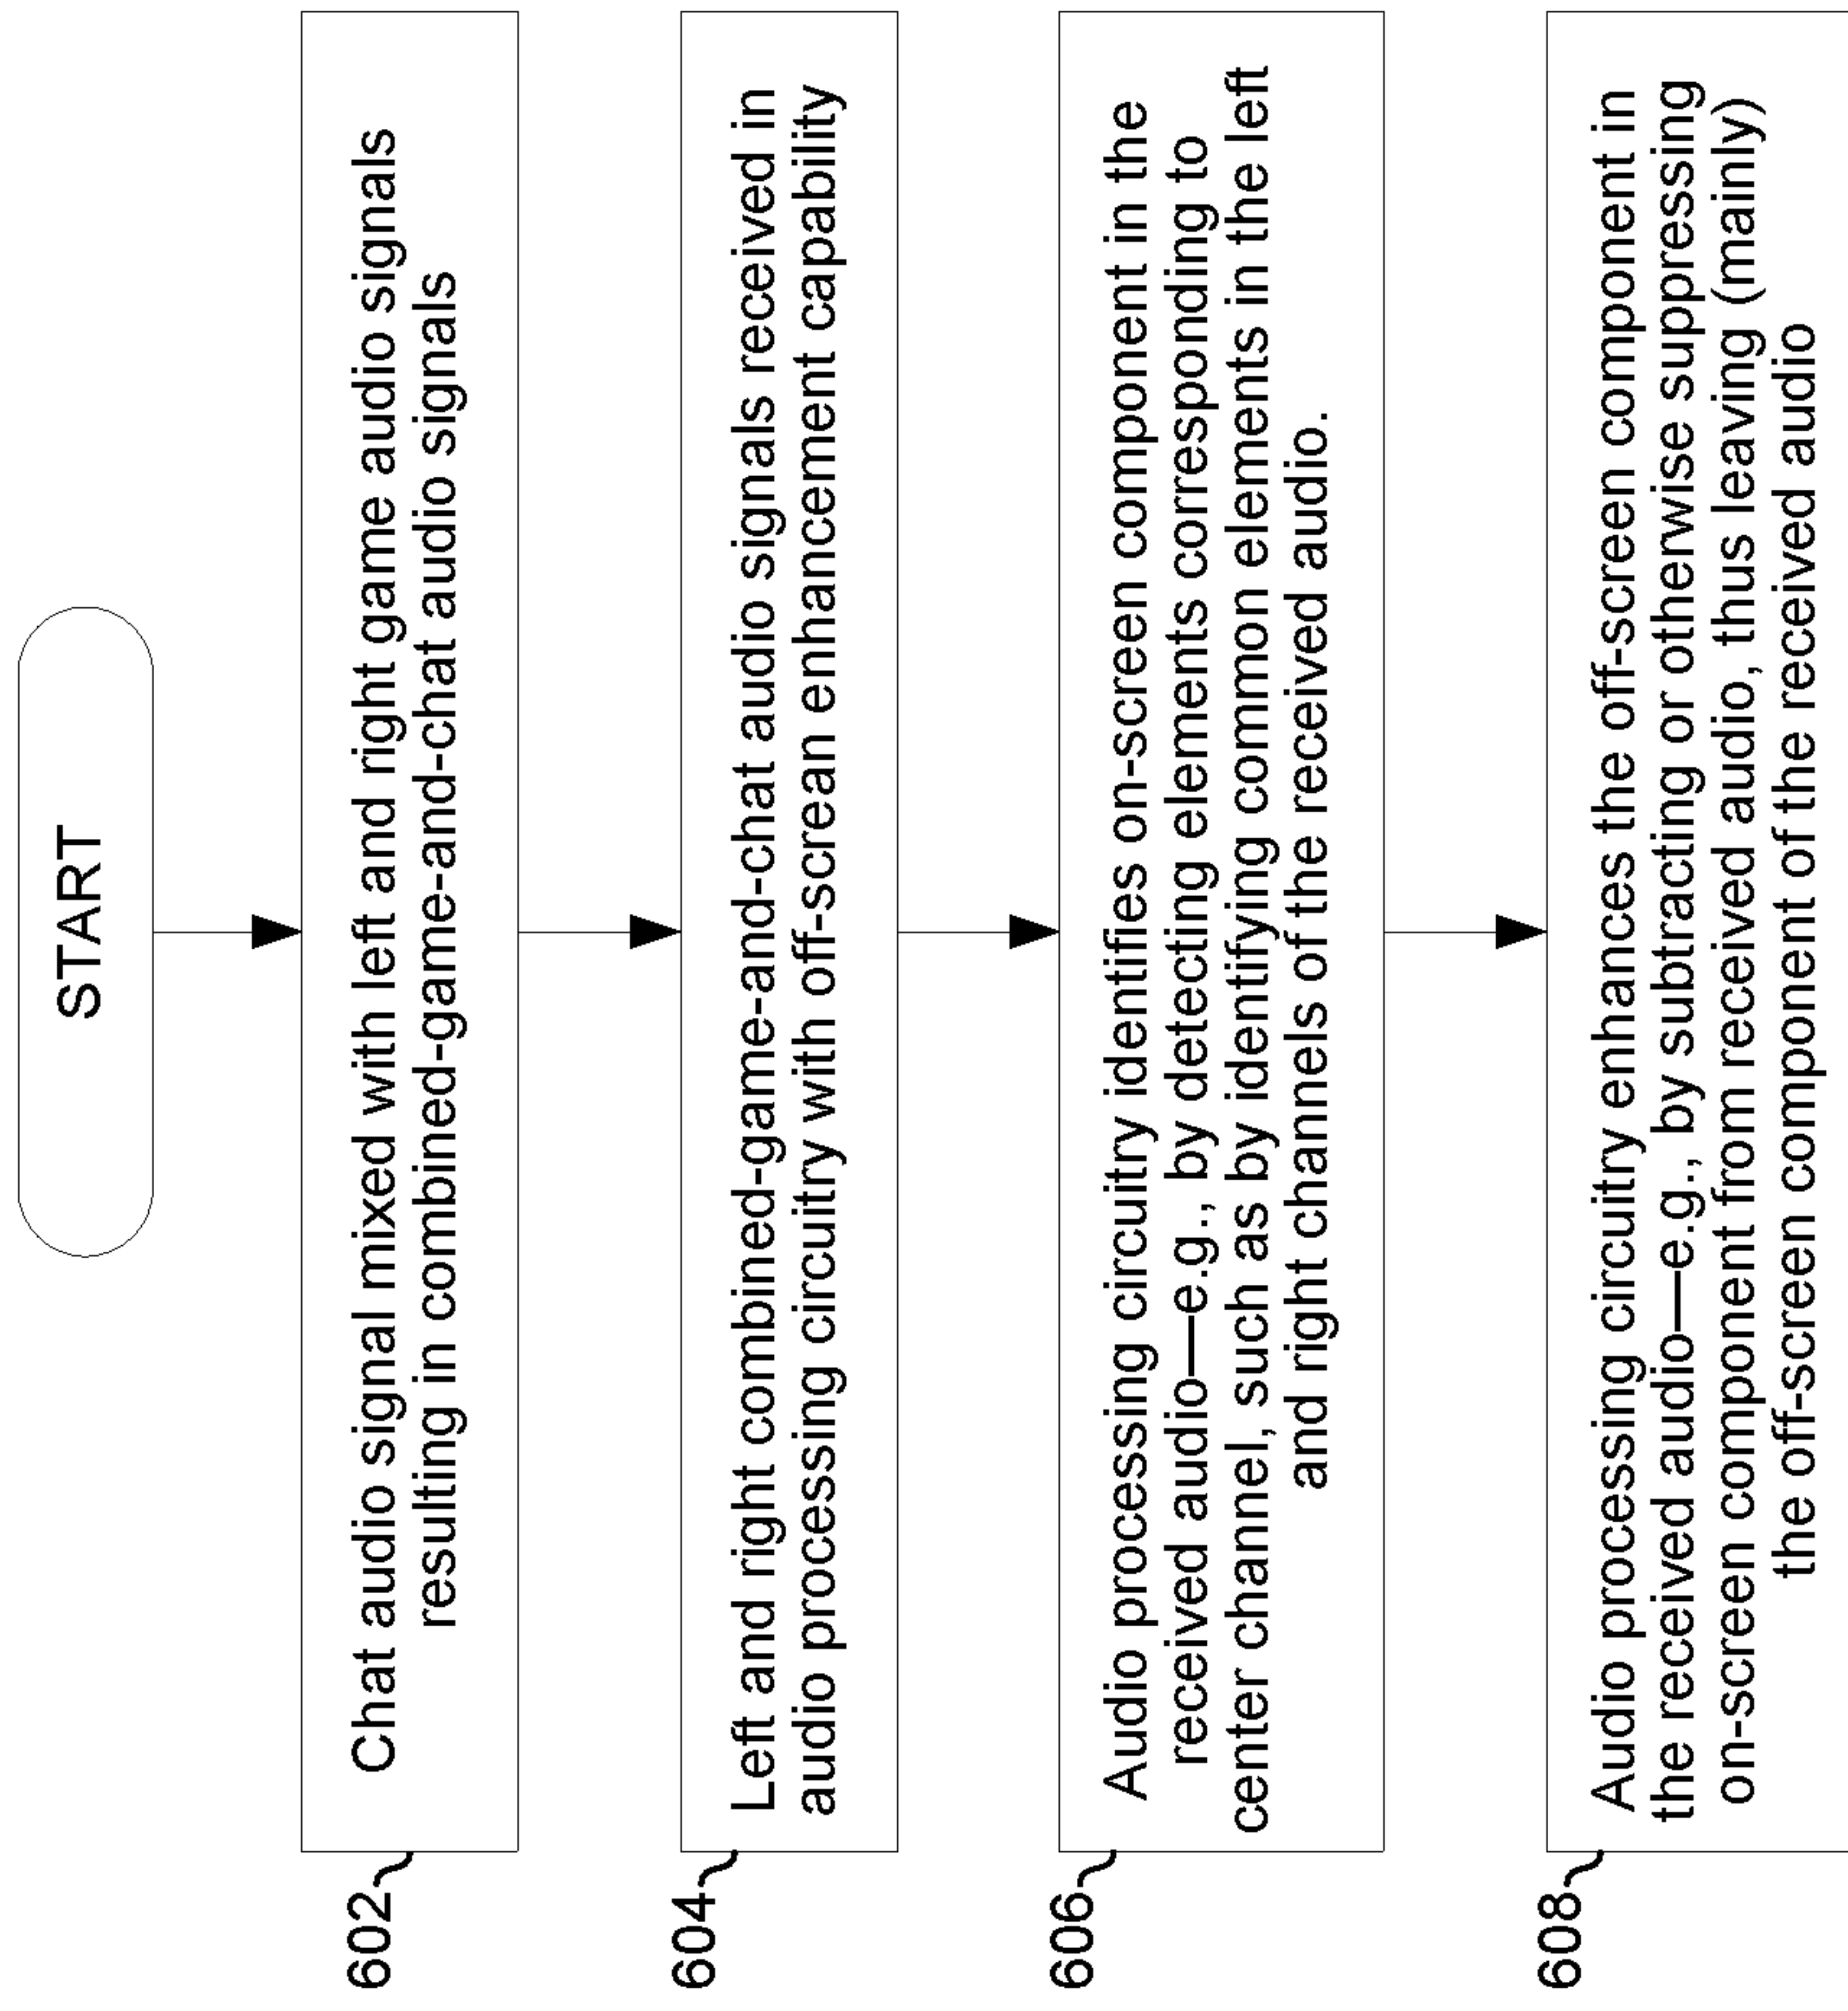 START
602
Chat audio signal mixed with left and right game audio signals
resulting in combined-game-and-chat audio signals
604
Left and right combined-game-and-chat audio signals received in
audio processing circuitry with off-screan enhancement capability
606
Audio processing circuitry identifies on-screen component in the
received audio—e.g., by detecting elements corresponding to
center channel, such as by identifying common elements in the left
and right channels of the received audio.
608
Audio processing circuitry enhances the off-screen component in
the received audio—e.g., by subtracting or otherwise suppressing
on-screen component from received audio, thus leaving (mainly)
the off-screen component of the received audio